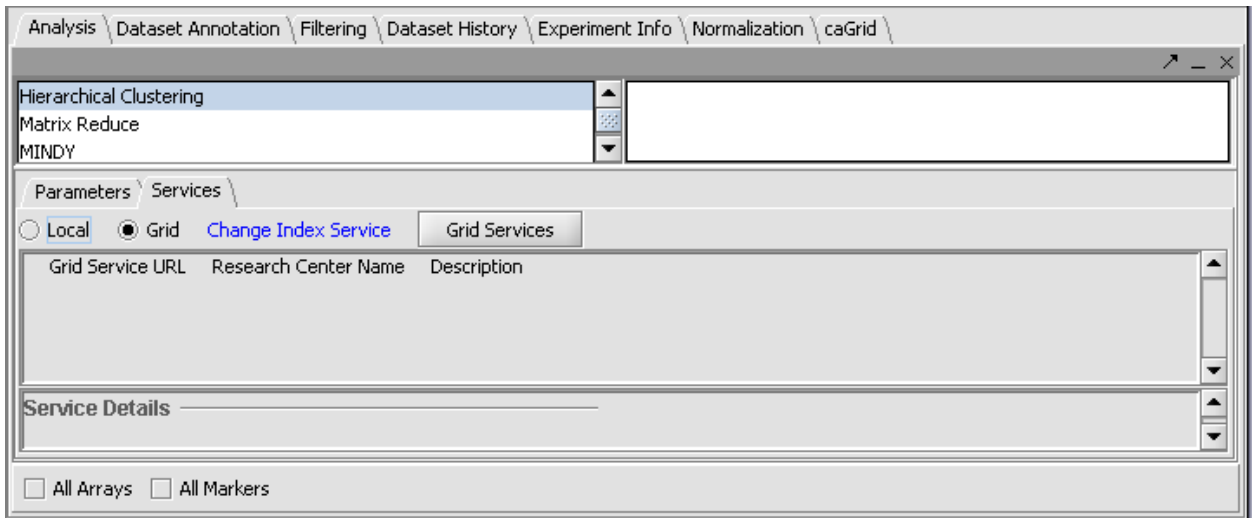 Analysis Dataset Annotation Filtering Dataset History Experiment Info Normalization caGrid
Hierarchical Clustering
Matrix Reduce
MINDY
Parameters Services
Local Grid Change Index Service Grid Services
Grid Service URL Research Center Name Description
Service Details
All Arrays All Markers